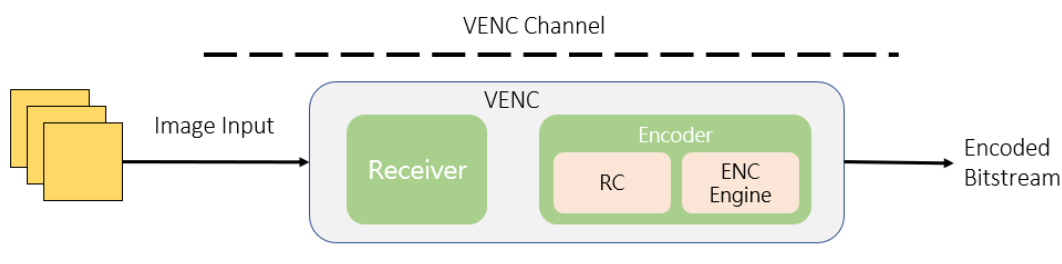 VENC Channel
VENC
Image Input
Receiver
Encoder
RC
ENC
Engine
Encoded
Bitstream